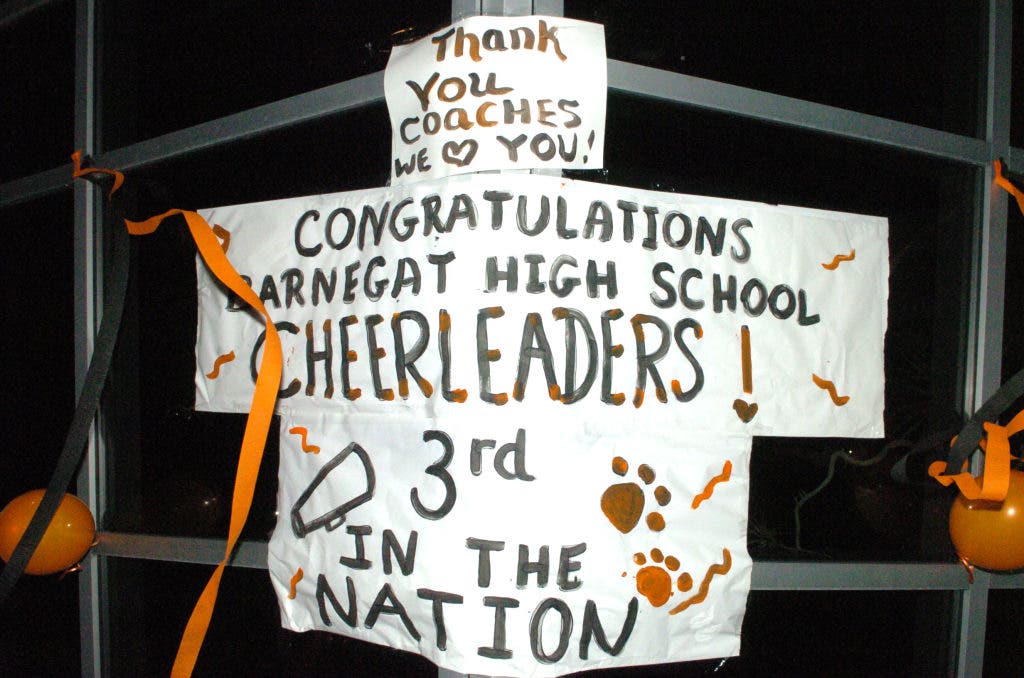 Thank
YOU
COACHES
WE ♡ YOU!
CONGRATULATIONS
BARNEGAT HIGH SCHOOL
CHEERLEADERS!
3rd
IN THE
NATION